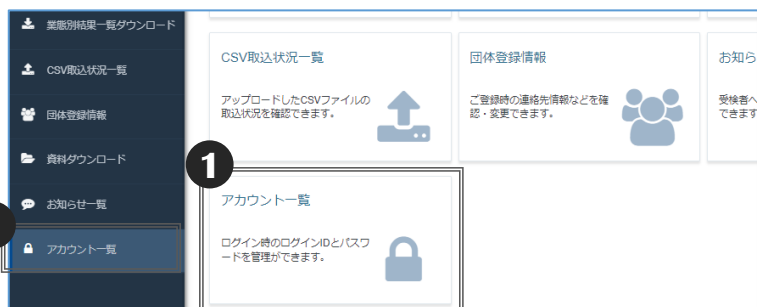 業態別結果一覧ダウンロード
CSV取込状況一覧
団体登録情報
資料ダウンロード
お知らせ一覧
アカウント一覧
CSV取込状況一覧
アップロードしたCSVファイルの
取込状況を確認できます。
団体登録情報
ご登録時の連絡先情報などを確
認・変更できます。
お知ら
受検者へ
できます
1
アカウント一覧
ログイン時のログインIDとパスワ
ードを管理ができます。